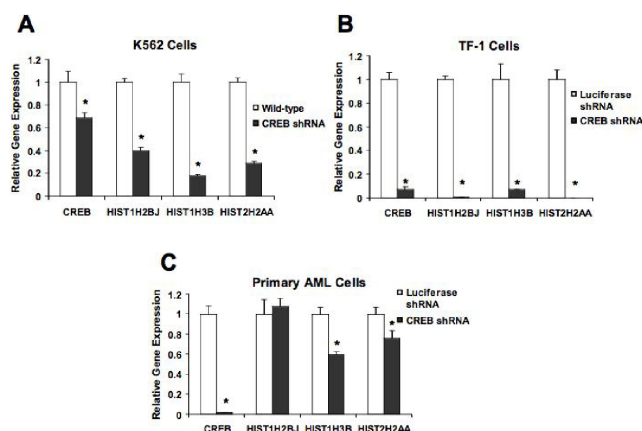 A
K562 Cells
Relative Gene Expression
1.2
1
0.8
0.6
0.4
0.2
0
*
*
*
*
Wild-type
CREB shRNA
CREB HIST1H2BJ HIST1H3B HIST2H2AA
B
TF-1 Cells
Relative Gene Expression
1.2
1
0.8
0.6
0.4
0.2
0
*
*
*
*
Luciferase
shRNA
CREB shRNA
CREB HIST1H2BJ HIST1H3B HIST2H2AA
C
Primary AML Cells
Relative Gene Expression
1.2
1
0.8
0.6
0.4
0.2
0
*
*
*
Luciferase
shRNA
CREB shRNA
CREB HIST1H2BJ HIST1H3B HIST2H2AA